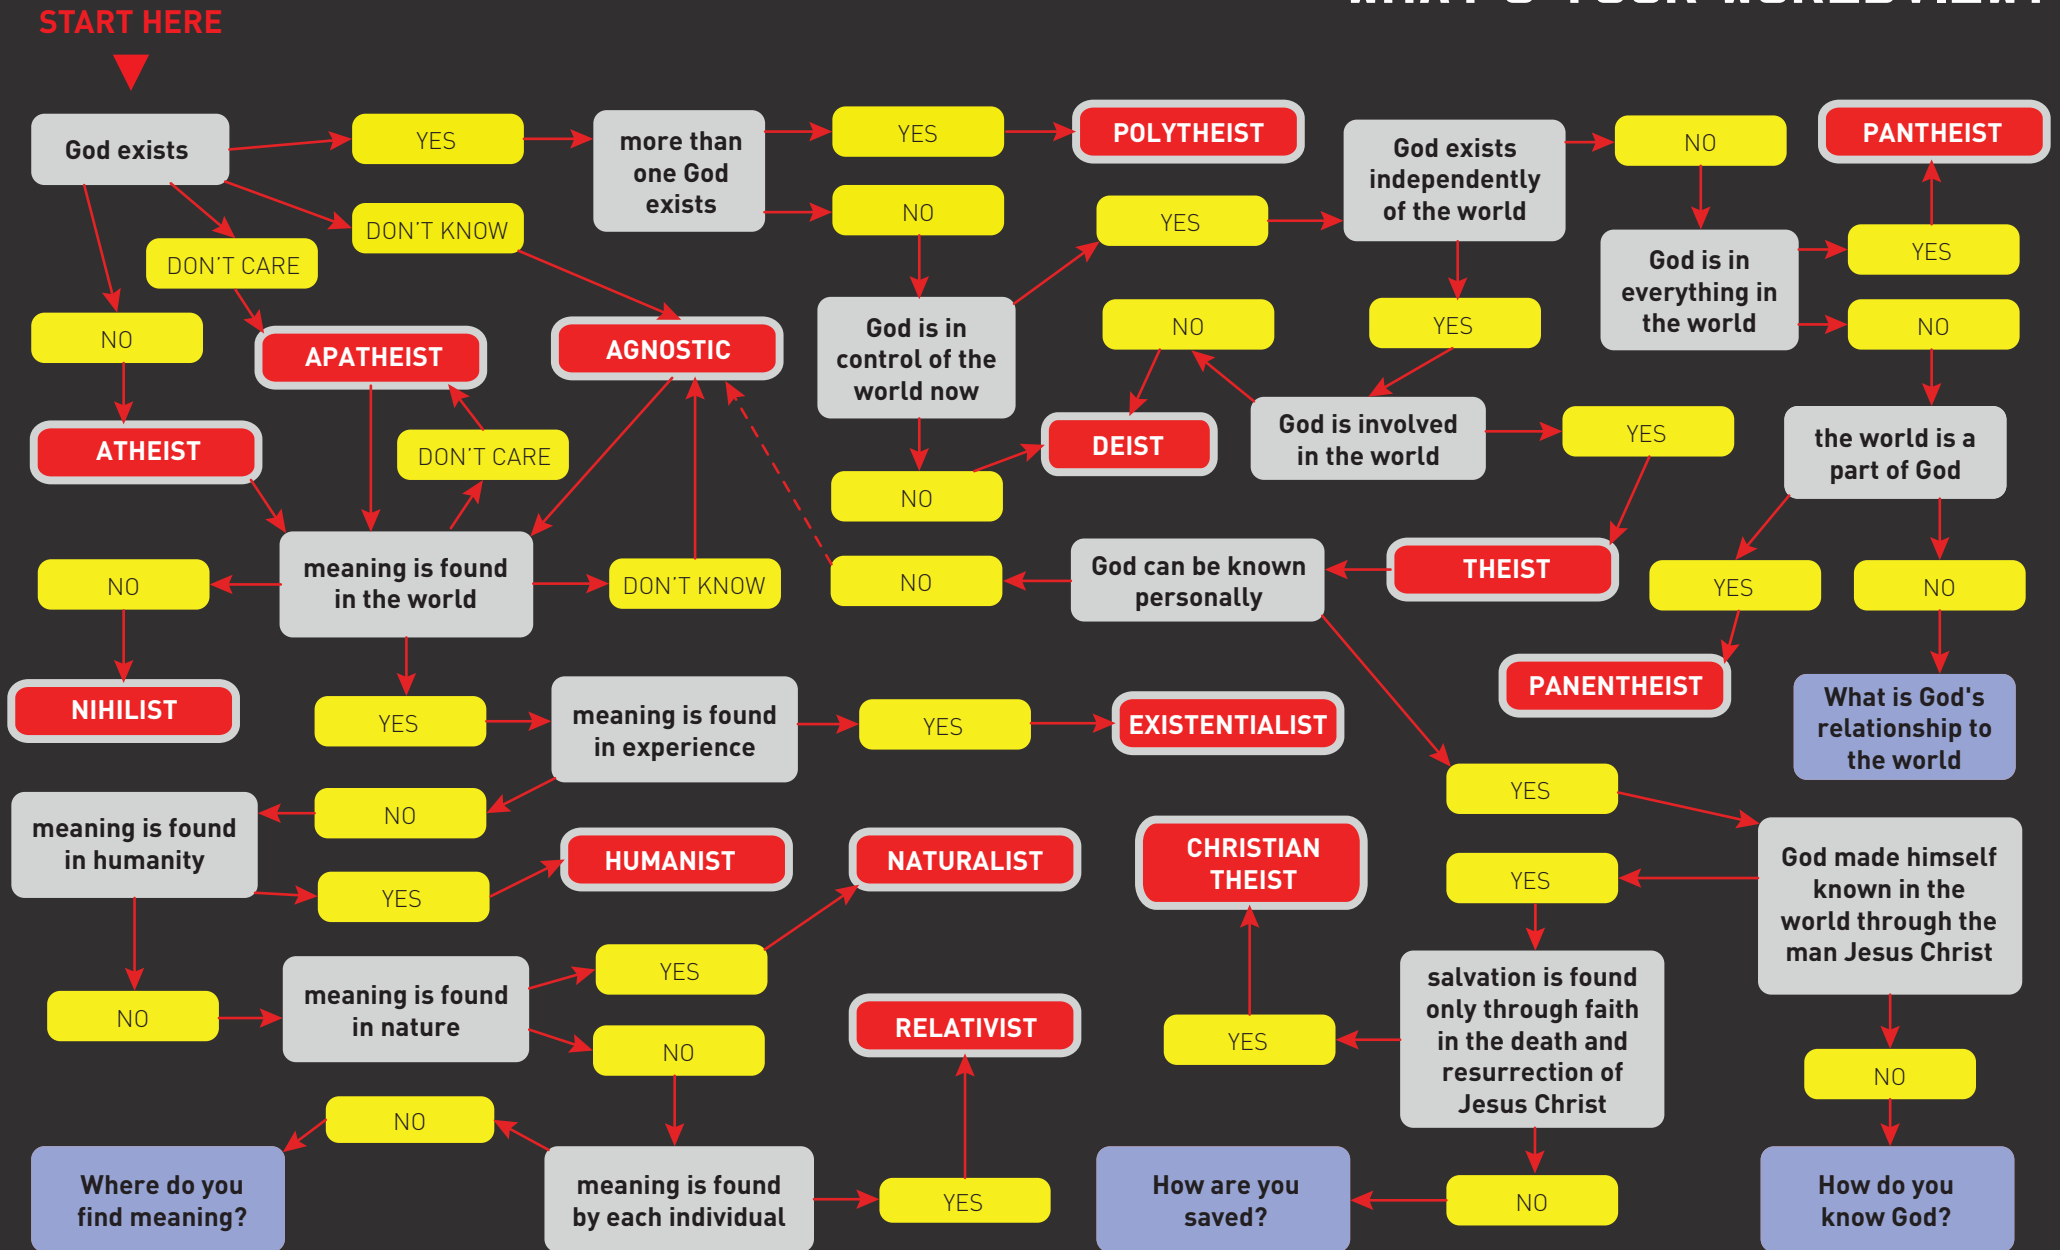 WHAT'S YOUR WORLDVIEW?
START HERE
God exists
YES
more than
one God
exists
YES
POLYTHEIST
God exists
independently
of the world
NO
PANTHEIST
DON'T KNOW
NO
YES
YES
DON'T CARE
God is in
everything in
the world
NO
God is in
control of the
world now
NO
YES
NO
APATHEIST
AGNOSTIC
ATHEIST
DON'T CARE
DEIST
God is involved
in the world
YES
the world is a
part of God
NO
meaning is found
in the world
NO
DON'T KNOW
NO
God can be known
personally
THEIST
YES
NO
NIHILIST
YES
meaning is found
in experience
YES
EXISTENTIALIST
PANENTHEIST
What is God's
relationship to
the world
NO
YES
meaning is found
in humanity
YES
HUMANIST
NATURALIST
CHRISTIAN
THEIST
YES
God made himself
known in the
world through the
man Jesus Christ
NO
meaning is found
in nature
YES
NO
RELATIVIST
YES
salvation is found
only through faith
in the death and
resurrection of
Jesus Christ
NO
NO
Where do you
find meaning?
meaning is found
by each individual
YES
How are you
saved?
NO
How do you
know God?